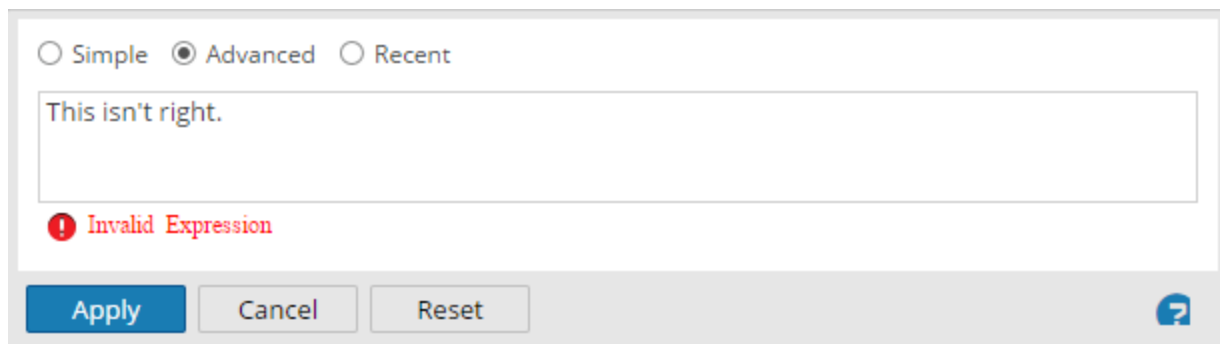 Simple Advanced Recent
This isn't right.
Invalid Expression
Apply Cancel Reset ?